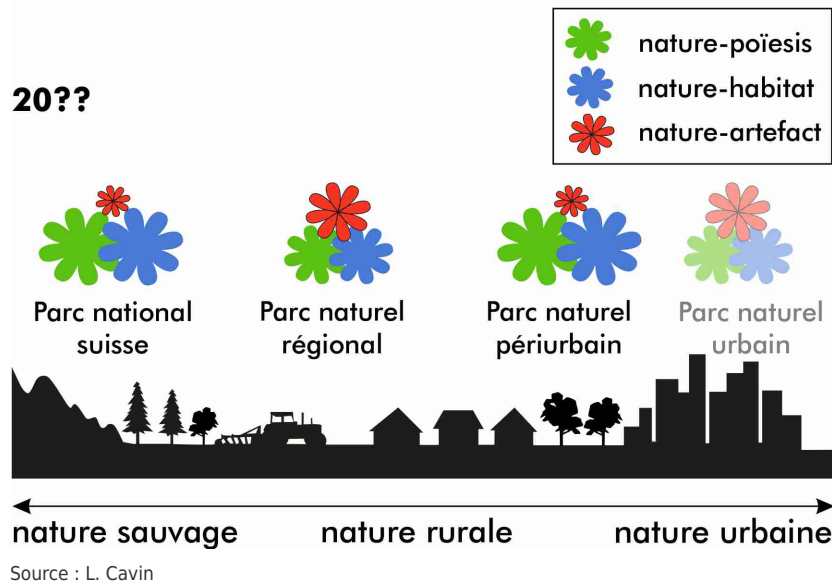 nature-poïesis
nature-habitat
nature-artefact
20??
Parc national
suisse
Parc naturel
régional
Parc naturel
périurbain
Parc naturel
urbain
nature sauvage
nature rurale
nature urbaine
Source : L. Cavin